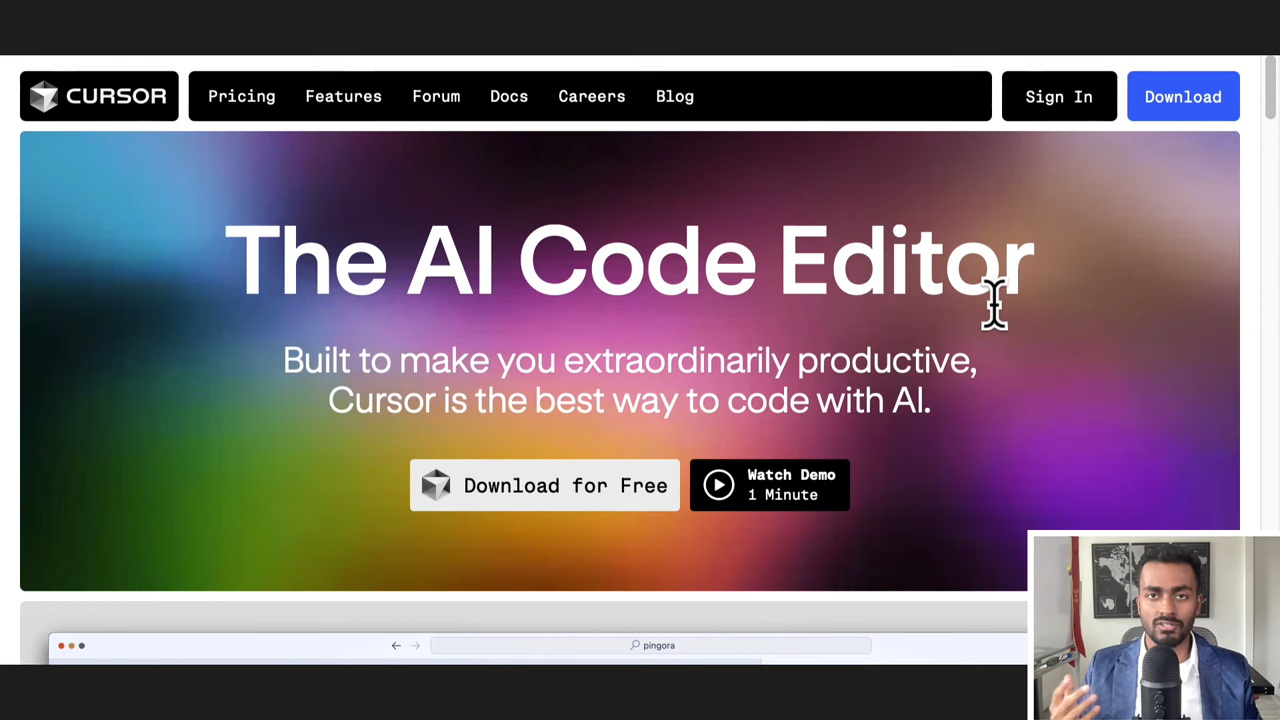 CURSOR
Pricing Features Forum Docs Careers Blog
Sign In
Download
The AI Code Editor
Built to make you extraordinarily productive,
Cursor is the best way to code with AI.
Download for Free
Watch Demo
1 Minute
pingora